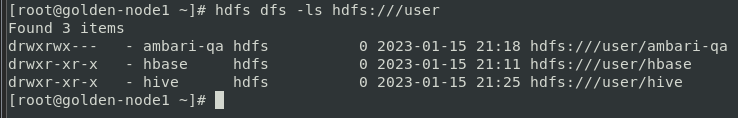 [root@golden-node1 ~]# hdfs dfs -ls hdfs:///user
Found 3 items
drwxrwx---   - ambari-qa hdfs          0 2023-01-15 21:18 hdfs:///user/ambari-qa
drwxr-xr-x   - hbase     hdfs          0 2023-01-15 21:11 hdfs:///user/hbase
drwxr-xr-x   - hive      hdfs          0 2023-01-15 21:25 hdfs:///user/hive
[root@golden-node1 ~]#